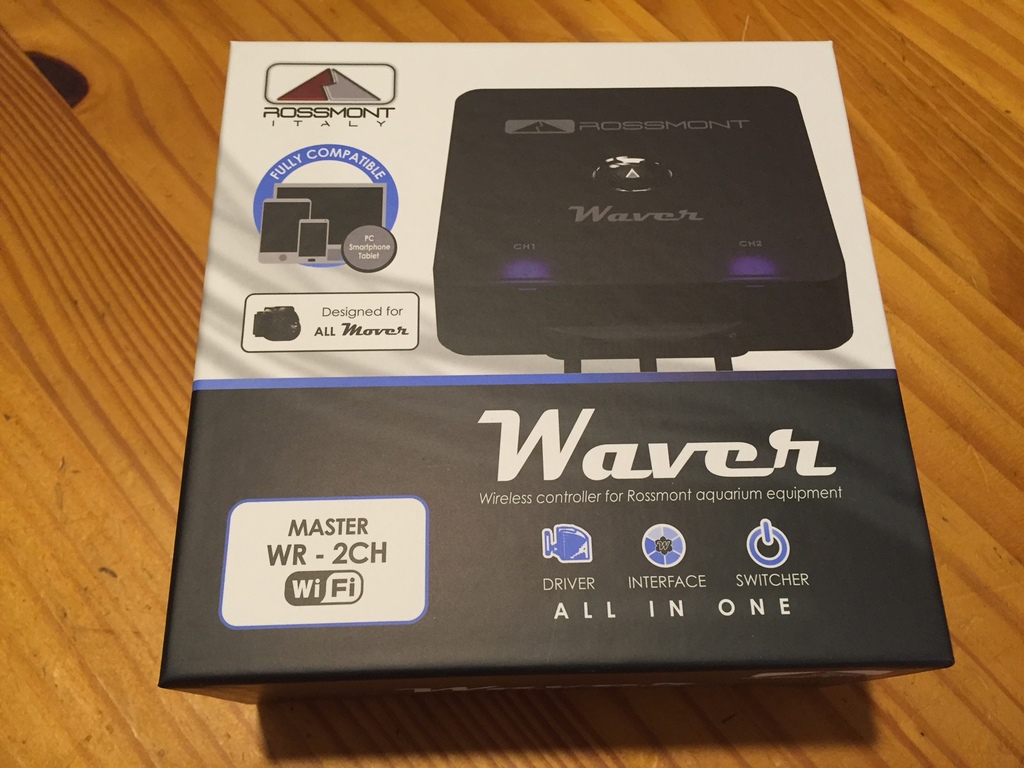 ROSSMONT
ITALY
FULLY COMPATIBLE
PC
Smartphone
Tablet
Designed for
ALL Mover
ROSSMONT
Waver
CH1
CH2
Waver
Wireless controller for Rossmont aquarium equipment
MASTER
WR - 2CH
WiFi
DRIVER
INTERFACE
SWITCHER
ALL IN ONE